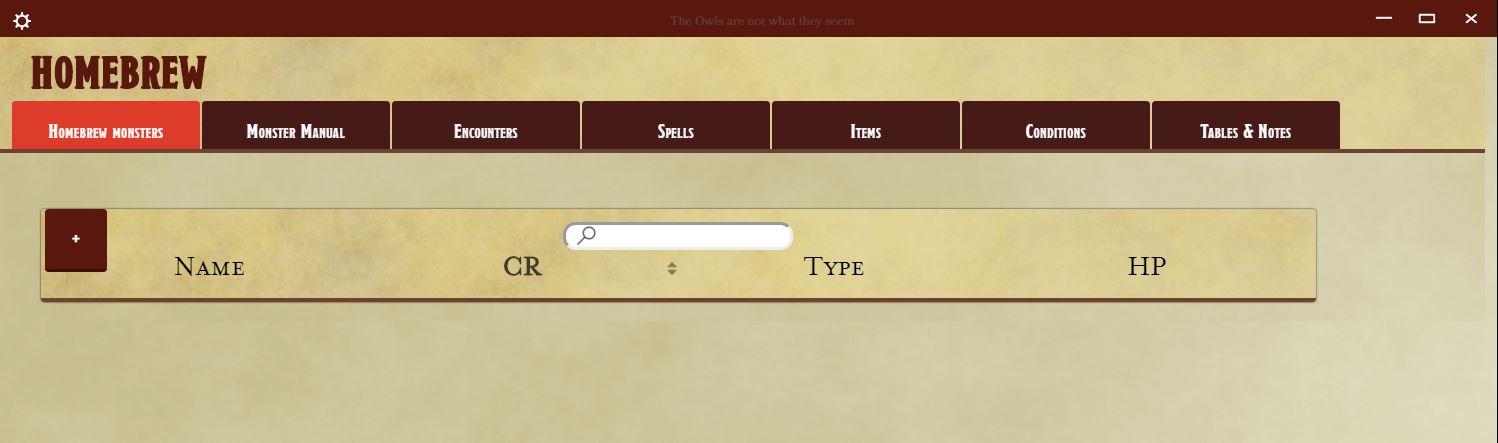 The Owls are not what they seem
HOMEBREW
Homebrew monsters Monster Manual Encounters Spells Items Conditions Tables & Notes
+
Name CR Type HP